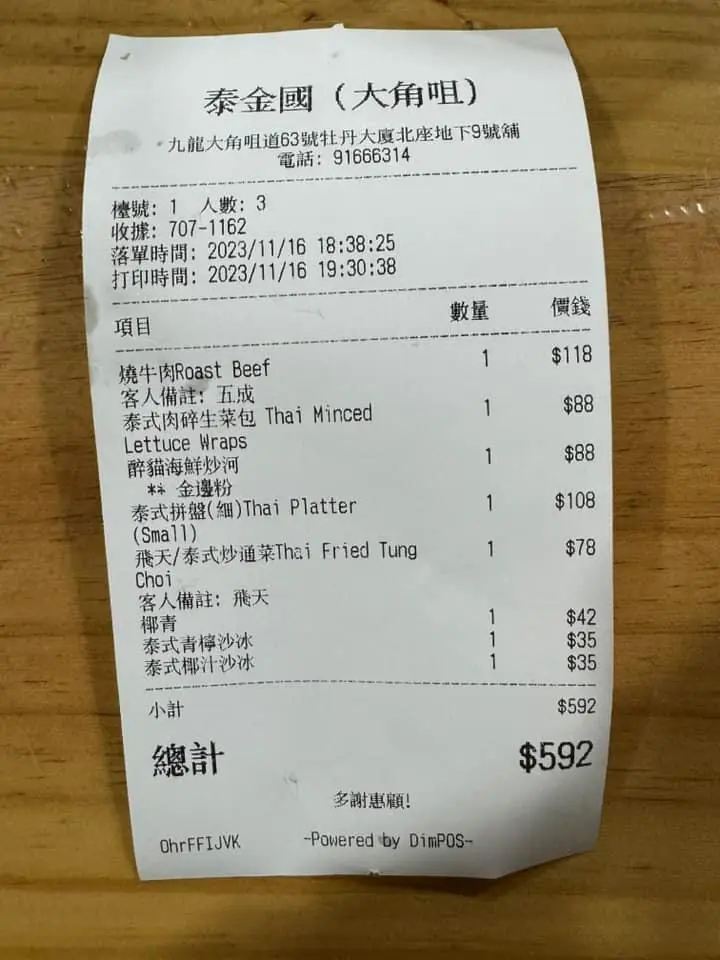 泰金國（大角咀）
九龍大角咀道63號牡丹大廈北座地下9號舖
電話: 91666314
檯號: 1 人數: 3
收據: 707-1162
落單時間: 2023/11/16 18:38:25
打印時間: 2023/11/16 19:30:38
項目 數量 價錢
燒牛肉Roast Beef 1 $118
客人備註: 五成
泰式肉碎生菜包 Thai Minced 1 $88
Lettuce Wraps
醉貓海鮮炒河 1 $88
** 金邊粉
泰式拼盤(細)Thai Platter 1 $108
(Small)
飛天/泰式炒通菜Thai Fried Tung 1 $78
Choi
客人備註: 飛天
椰青 1 $42
泰式青檸沙冰 1 $35
泰式椰汁沙冰 1 $35
小計 $592
總計 $592
多謝惠顧!
OhrFFIJVK -Powered by DimPOS-